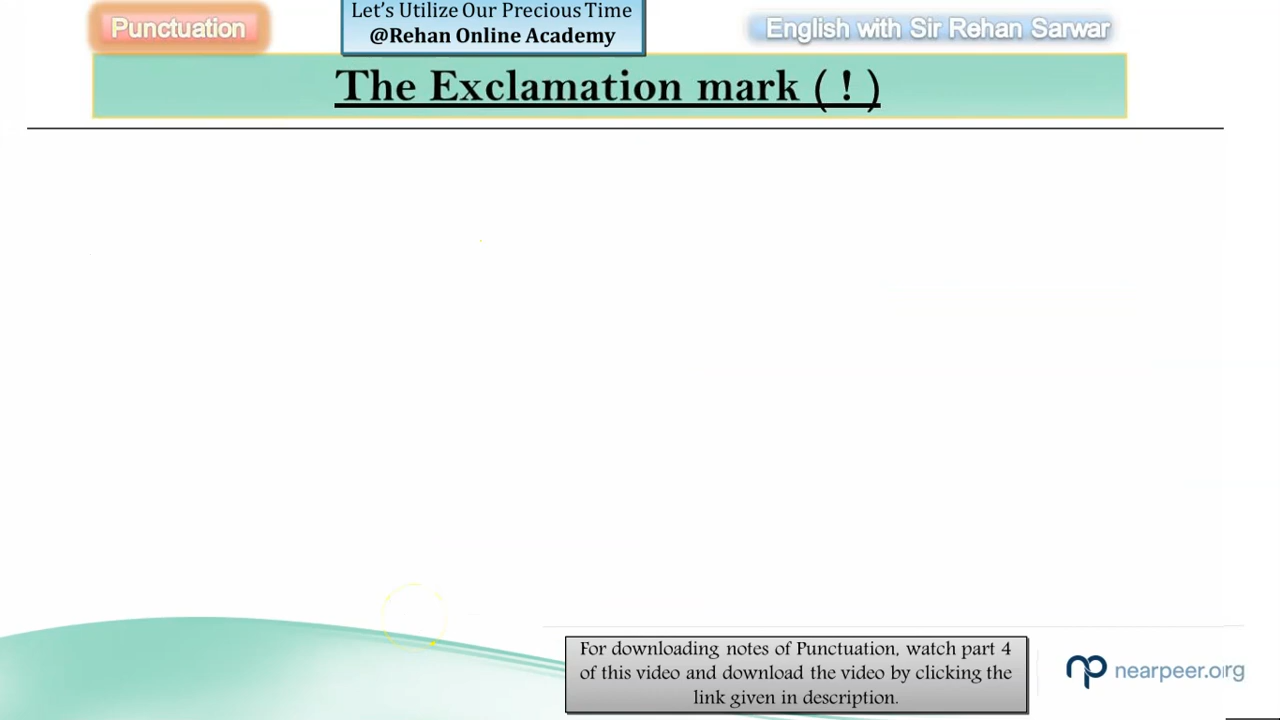 Punctuation
Let's Utilize Our Precious Time
@Rehan Online Academy
English with Sir Rehan Sarwar
The Exclamation mark ( ! )
For downloading notes of Punctuation, watch part 4
of this video and download the video by clicking the
link given in description.
nearpeer.org